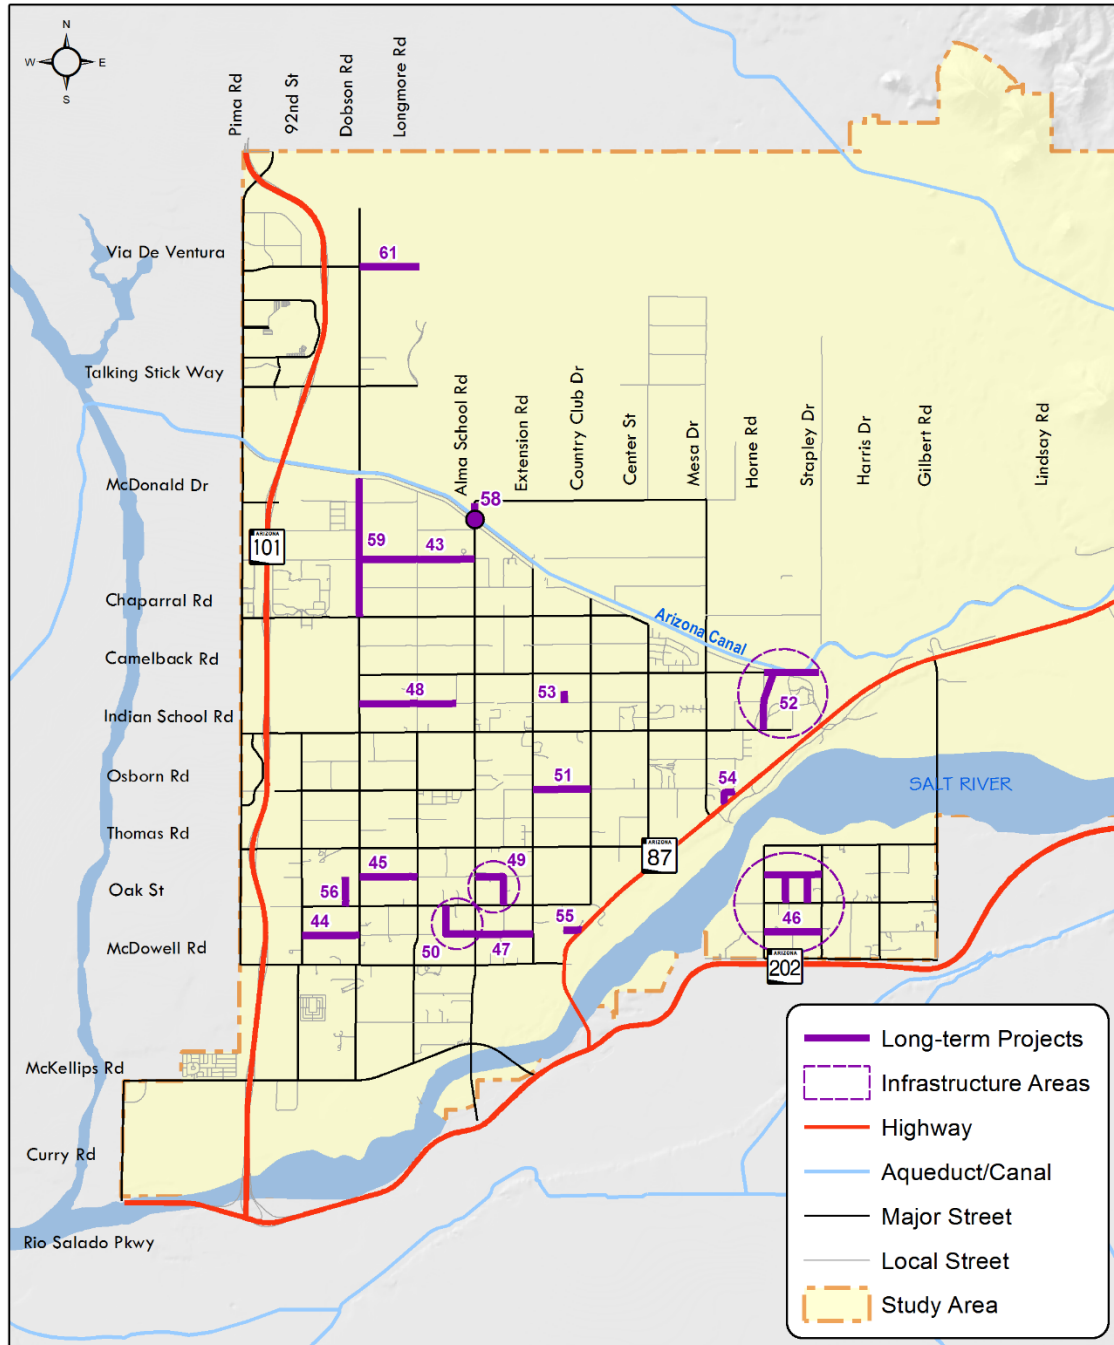 N
W
E
S
Pima Rd
92nd St
Dobson Rd
Longmore Rd
Via De Ventura
61
Talking Stick Way
Alma School Rd
Extension Rd
Country Club Dr
Center St
Mesa Dr
Horne Rd
Stapley Dr
Harris Dr
Gilbert Rd
Lindsay Rd
McDonald Dr
58
ARIZONA
101
59
43
Chaparral Rd
Arizona Canal
Camelback Rd
48
53
52
Indian School Rd
Osborn Rd
51
54
SALT RIVER
Thomas Rd
ARIZONA
87
45
49
Oak St
56
44
50
47
55
46
McDowell Rd
ARIZONA
202
McKellips Rd
Curry Rd
Rio Salado Pkwy
Long-term Projects
Infrastructure Areas
Highway
Aqueduct/Canal
Major Street
Local Street
Study Area